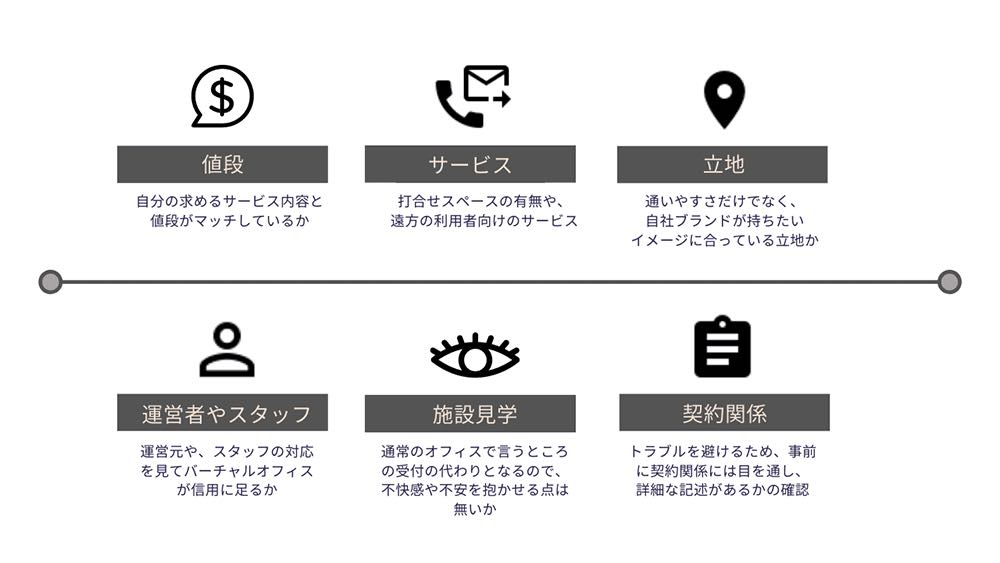 値段
自分の求めるサービス内容と
値段がマッチしているか
サービス
打合せスペースの有無や、
遠方の利用者向けのサービス
立地
通いやすさだけでなく、
自社ブランドが持ちたい
イメージに合っている立地か
運営者やスタッフ
運営元や、スタッフの対応
を見てバーチャルオフィス
が信用に足るか
施設見学
通常のオフィスで言うところ
の受付の代わりとなるので、
不快感や不安を抱かせる点は
無いか
契約関係
トラブルを避けるため、事前
に契約関係には目を通し、
詳細な記述があるかの確認